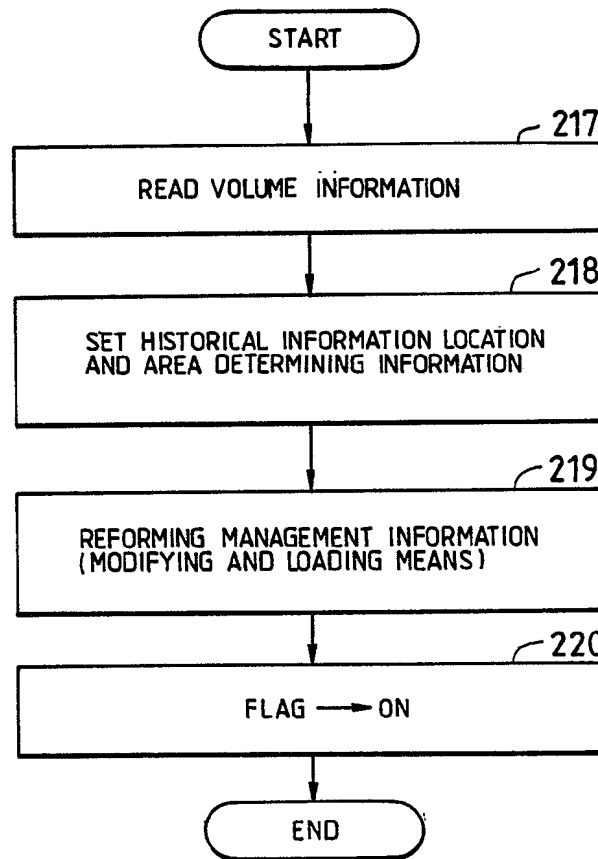 START
217
READ VOLUME INFORMATION
218
SET HISTORICAL INFORMATION LOCATION
AND AREA DETERMINING INFORMATION
219
REFORMING MANAGEMENT INFORMATION
(MODIFYING AND LOADING MEANS)
220
FLAG → ON
END